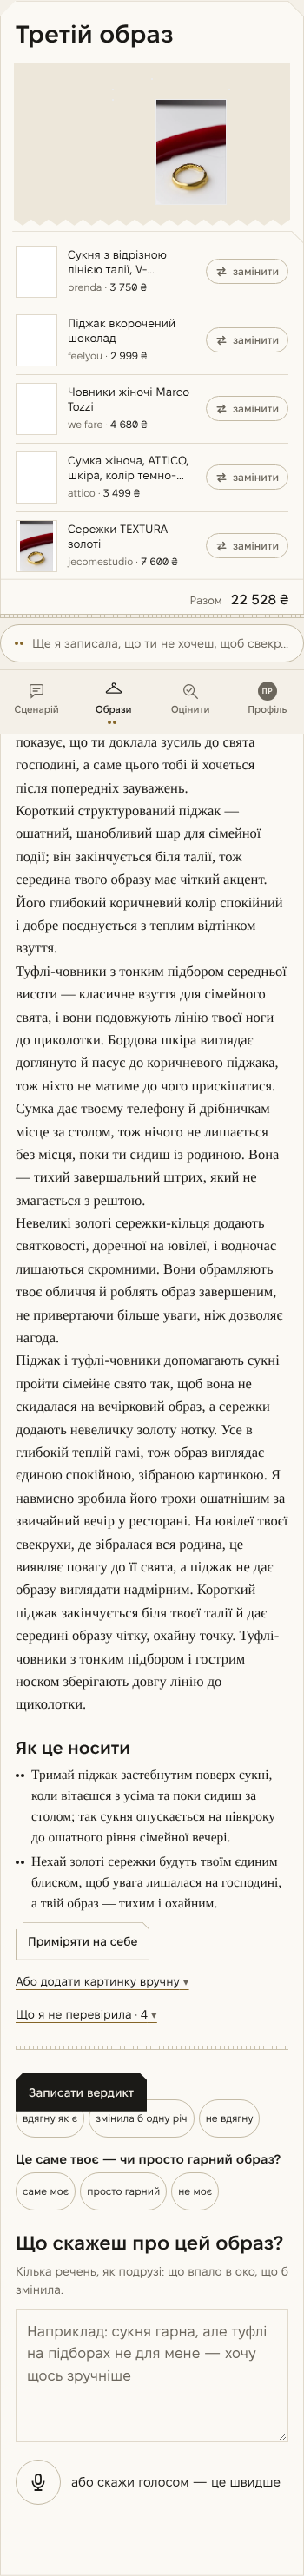 Третій образ
Сукня з відрізною
лінією талії, V-...
brenda · 3 750 ₴
замінити
Піджак вкорочений
шоколад
feelyou · 2 999 ₴
замінити
Човники жіночі Marco
Tozzi
welfare · 4 680 ₴
замінити
Сумка жіноча, ATTICO,
шкіра, колір темно-...
attico · 3 499 ₴
замінити
Сережки TEXTURA
золоті
jecomestudio · 7 600 ₴
замінити
Разом 22 528 ₴
Ще я записала, що ти не хочеш, щоб свекр...
Сценарій
Образи
Оцінити
ПР
Профіль
показує, що ти доклала зусиль до свята
господині, а саме цього тобі й хочеться
після попередніх зауважень.
Короткий структурований піджак —
ошатний, шанобливий шар для сімейної
події; він закінчується біля талії, тож
середина твого образу має чіткий акцент.
Його глибокий коричневий колір спокійний
і добре поєднується з теплим відтінком
взуття.
Туфлі-човники з тонким підбором середньої
висоти — класичне взуття для сімейного
свята, і вони подовжують лінію твоєї ноги
до щиколотки. Бордова шкіра виглядає
доглянуто й пасує до коричневого піджака,
тож ніхто не матиме до чого прискіпатися.
Сумка дає твоєму телефону й дрібничкам
місце за столом, тож нічого не лишається
без місця, поки ти сидиш із родиною. Вона
— тихий завершальний штрих, який не
змагається з рештою.
Невеликі золоті сережки-кільця додають
святковості, доречної на ювілеї, і водночас
лишаються скромними. Вони обрамляють
твоє обличчя й роблять образ завершеним,
не привертаючи більше уваги, ніж дозволяє
нагода.
Піджак і туфлі-човники допомагають сукні
пройти сімейне свято так, щоб вона не
скидалася на вечірковий образ, а сережки
додають невеличку золоту нотку. Усе в
глибокій теплій гамі, тож образ виглядає
єдиною спокійною, зібраною картинкою. Я
навмисно зробила його трохи ошатнішим за
звичайний вечір у ресторані. На ювілеї твоєї
свекрухи, де зібралася вся родина, це
виявляє повагу до її свята, а піджак не дає
образу виглядати надмірним. Короткий
піджак закінчується біля твоєї талії й дає
середині образу чітку, охайну точку. Туфлі-
човники з тонким підбором і гострим
носком зберігають довгу лінію до
щиколотки.
Як це носити
Тримай піджак застебнутим поверх сукні,
коли вітаєшся з усіма та поки сидиш за
столом; так сукня опускається на півкроку
до ошатного рівня сімейної вечері.
Нехай золоті сережки будуть твоїм єдиним
блиском, щоб увага лишалася на господині,
а твій образ — тихим і охайним.
Приміряти на себе
Або додати картинку вручну ▾
Що я не перевірила · 4 ▾
Записати вердикт
вдягну як є
змінила б одну річ
не вдягну
Це саме твоє — чи просто гарний образ?
саме моє
просто гарний
не моє
Що скажеш про цей образ?
Кілька речень, як подрузі: що впало в око, що б
змінила.
Наприклад: сукня гарна, але туфлі
на підборах не для мене — хочу
щось зручніше
або скажи голосом — це швидше